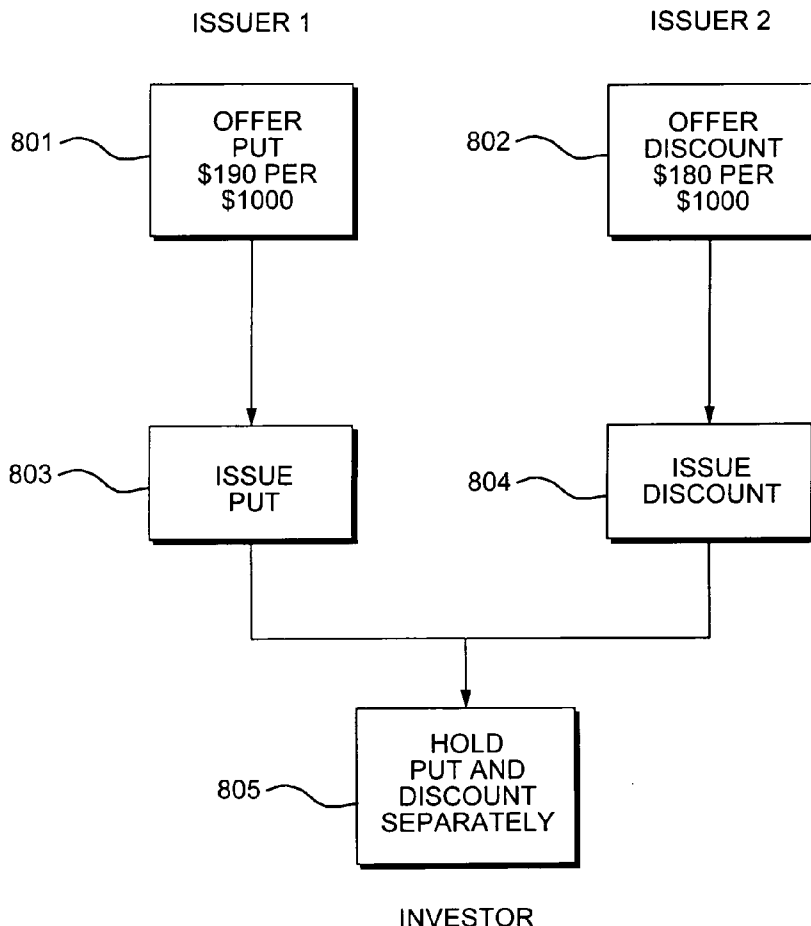 ISSUER 1
ISSUER 2
801
OFFER
PUT
$190 PER
$1000
802
OFFER
DISCOUNT
$180 PER
$1000
803
ISSUE
PUT
804
ISSUE
DISCOUNT
805
HOLD
PUT AND
DISCOUNT
SEPARATELY
INVESTOR